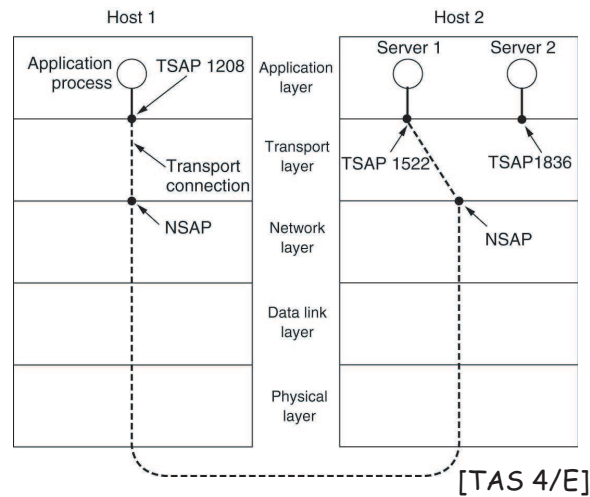 Host 1
Host 2
Application
process
TSAP 1208
Application
layer
Server 1
Server 2
Transport
connection
Transport
layer
TSAP 1522
TSAP1836
NSAP
Network
layer
NSAP
Data link
layer
Physical
layer
[TAS 4/E]